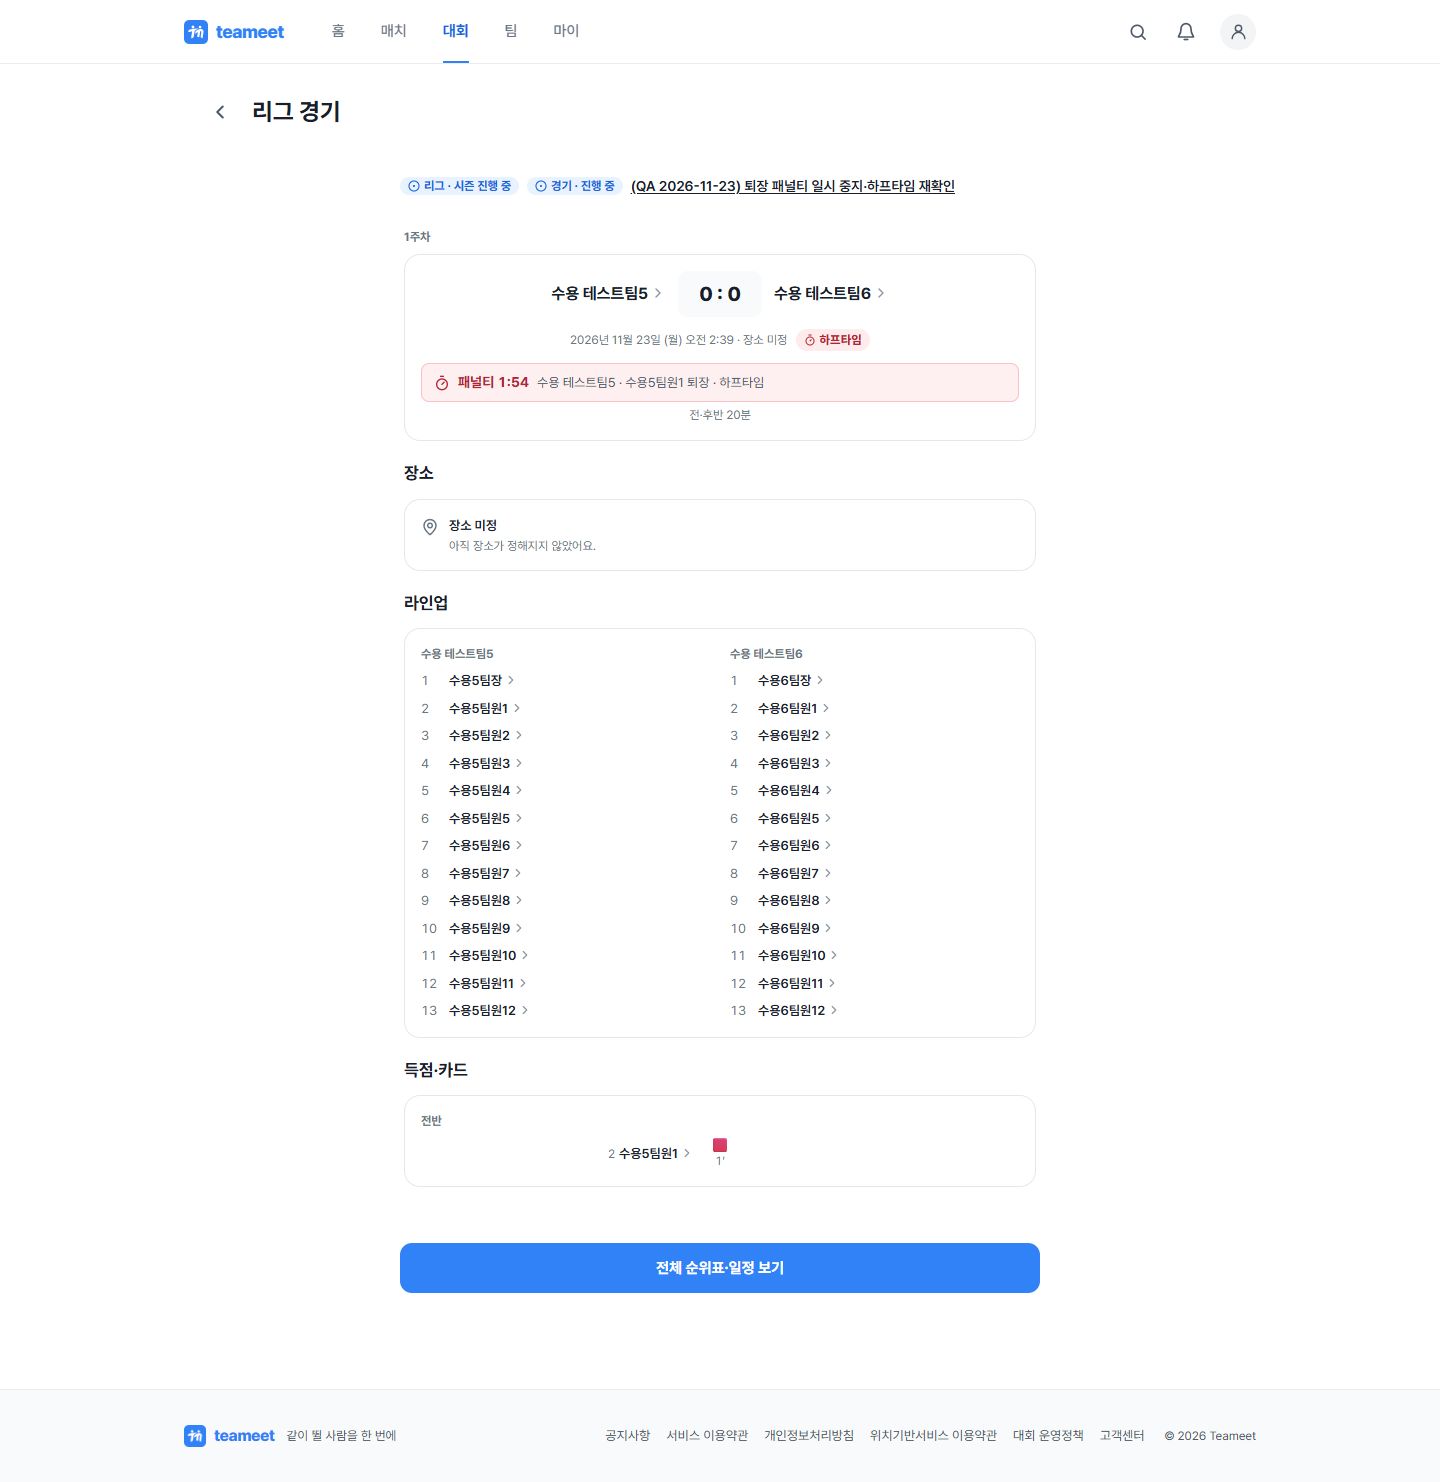 teameet 홈 매치 대회 팀 마이
리그 경기
리그 · 시즌 진행 중 경기 · 진행 중 (QA 2026-11-23) 퇴장 패널티 일시 중지·하프타임 재확인
1주차
수용 테스트팀5 0 : 0 수용 테스트팀6
2026년 11월 23일 (월) 오전 2:39 · 장소 미정 하프타임
패널티 1:54 수용 테스트팀5 · 수용5팀원1 퇴장 · 하프타임
전·후반 20분
장소
장소 미정
아직 장소가 정해지지 않았어요.
라인업
수용 테스트팀5 수용 테스트팀6
1 수용5팀장 1 수용6팀장
2 수용5팀원1 2 수용6팀원1
3 수용5팀원2 3 수용6팀원2
4 수용5팀원3 4 수용6팀원3
5 수용5팀원4 5 수용6팀원4
6 수용5팀원5 6 수용6팀원5
7 수용5팀원6 7 수용6팀원6
8 수용5팀원7 8 수용6팀원7
9 수용5팀원8 9 수용6팀원8
10 수용5팀원9 10 수용6팀원9
11 수용5팀원10 11 수용6팀원10
12 수용5팀원11 12 수용6팀원11
13 수용5팀원12 13 수용6팀원12
득점·카드
전반
2 수용5팀원1
1′
전체 순위표·일정 보기
teameet 같이 뛸 사람을 한 번에 공지사항 서비스 이용약관 개인정보처리방침 위치기반서비스 이용약관 대회 운영정책 고객센터 © 2026 Teameet